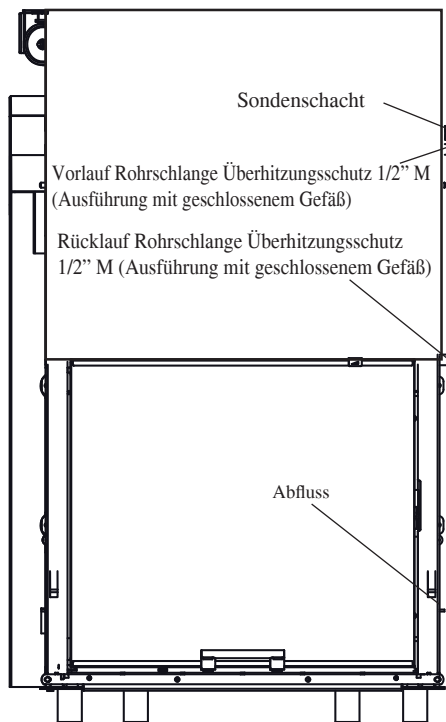 Sondenschacht
Vorlauf Rohrschlange Überhitzungsschutz 1/2” M
(Ausführung mit geschlossenem Gefäß)
Rücklauf Rohrschlange Überhitzungsschutz
1/2” M (Ausführung mit geschlossenem Gefäß)
Abfluss